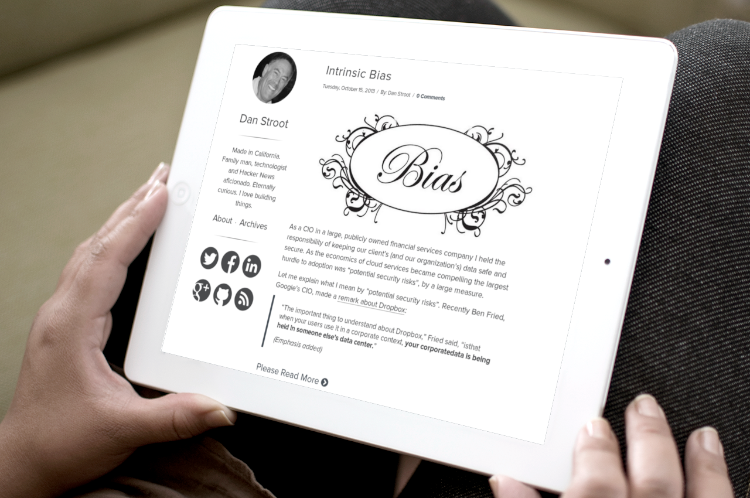 Intrinsic Bias
Tuesday, October 15, 2013 / By Dan Stroot / 0 Comments
Dan Stroot
Made in California.
Family man, technologist
and Hacker News
aficionado. Eternally
curious, I love building
things.
About · Archives
g+
Bias
As a CIO in a large, publicly owned financial services company I held the
responsibility of keeping our client's (and our organization's) data safe and
secure. As the economics of cloud services became compelling the largest
hurdle to adoption was "potential security risks", by a large measure.
Let me explain what I mean by "potential security risks". Recently Ben Fried,
Google's CIO, made a remark about Dropbox:
"The important thing to understand about Dropbox," Fried said, "isthat
when your users use it in a corporate context, your corporatedata is being
held in someone else's data center."
(Emphasis added)
Please Read More